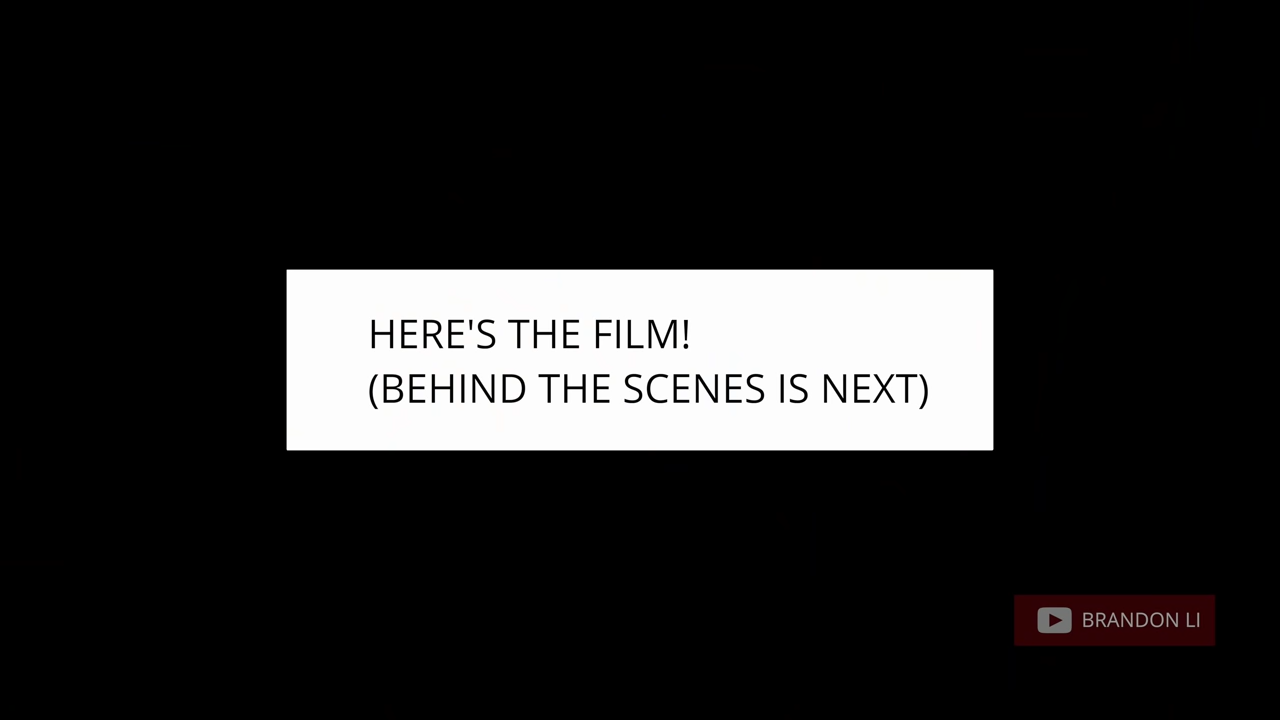 HERE'S THE FILM!
(BEHIND THE SCENES IS NEXT)
BRANDON LI